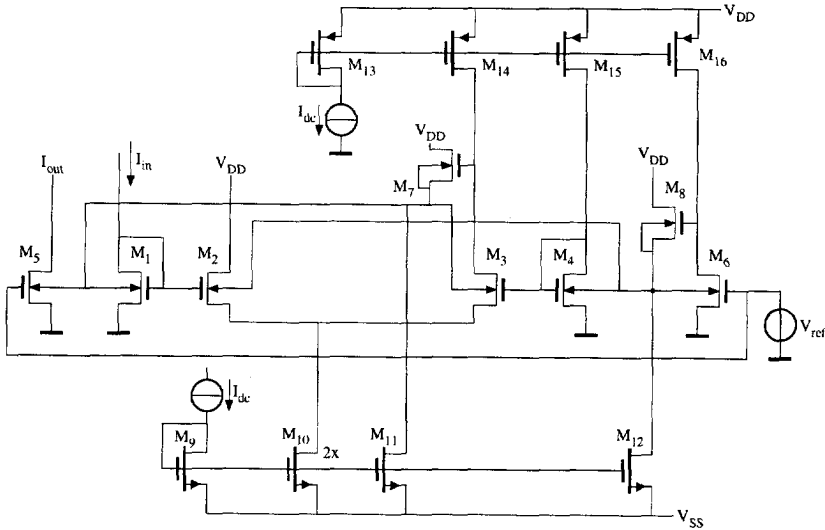 V_DD
M_13
M_14
M_15
M_16
I_dc
V_DD
I_out
I_in
V_DD
M_7
V_DD
M_8
M_5
M_1
M_2
M_3
M_4
M_6
V_ref
I_dc
M_9
M_10
2x
M_11
M_12
V_SS